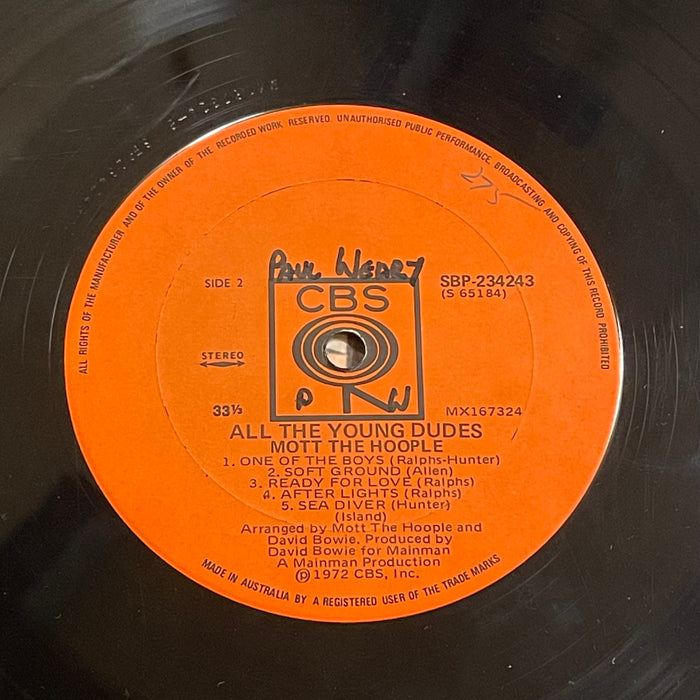 ALL RIGHTS OF THE MANUFACTURER AND OF THE OWNER OF THE RECORDED WORK RESERVED. UNAUTHORISED PUBLIC PERFORMANCE, BROADCASTING AND COPYING OF THIS RECORD PROHIBITED
275
PAUL WEARY
SIDE 2
CBS
SBP-234243
(S 65184)
STEREO
33⅓
P W
MX167324
ALL THE YOUNG DUDES
MOTT THE HOOPLE
1. ONE OF THE BOYS (Ralphs-Hunter)
2. SOFT GROUND (Allen)
3. READY FOR LOVE (Ralphs)
4. AFTER LIGHTS (Ralphs)
5. SEA DIVER (Hunter)
(Island)
Arranged by Mott The Hoople and
David Bowie. Produced by
David Bowie for Mainman
A Mainman Production
℗1972 CBS, Inc.
MADE IN AUSTRALIA BY A REGISTERED USER OF THE TRADE MARKS